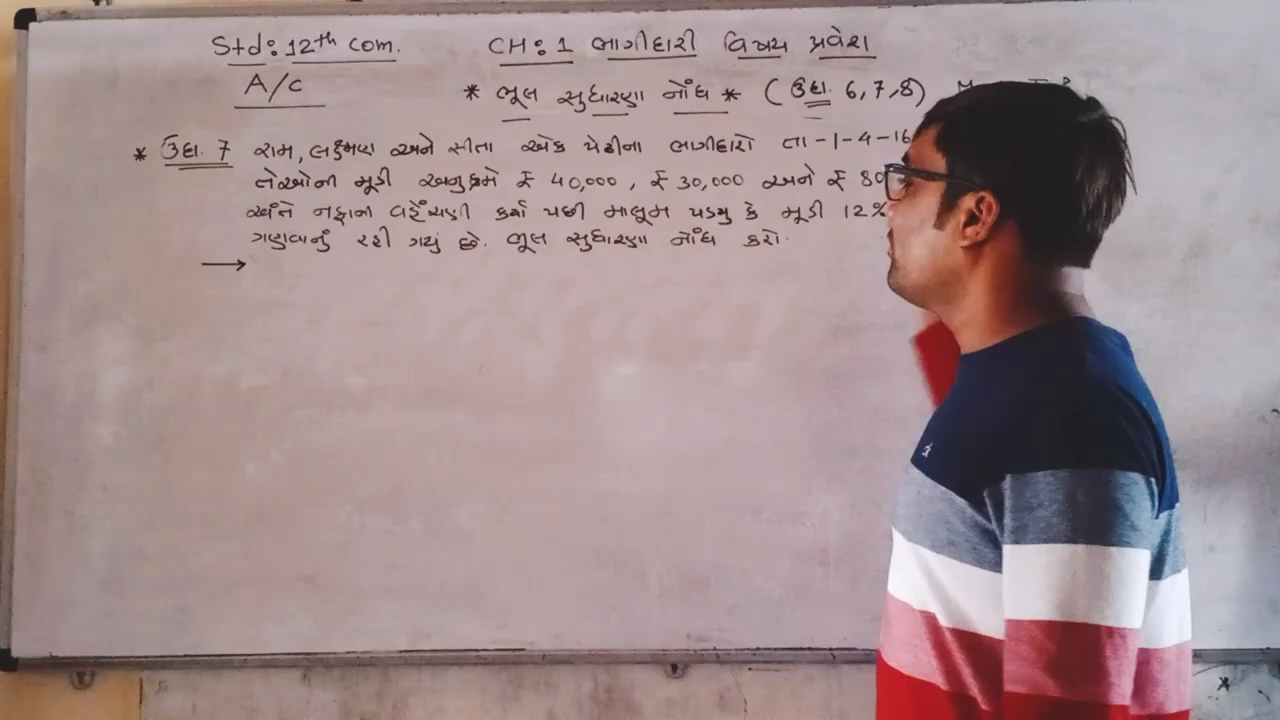 Std: 12th com. CH: 1 ભાગીદારી વિષય પ્રવેશ
A/c
* ભૂલ સુધારણા નોંધ * (ઉદા. 6,7,8)
* ઉદા. 7 રામ, લક્ષ્મણ અને સીતા એક પેઢીના ભાગીદારો તા-1-4-16
તેઓની મૂડી અનુક્રમે ₹ 40,000, ₹ 30,000 અને ₹
અંતે નફાની વહેંચણી કર્યા પછી માલૂમ પડ્યુ કે મૂડી 12%
ગણવાનું રહી ગયું છે. ભૂલ સુધારણા નોંધ કરો.